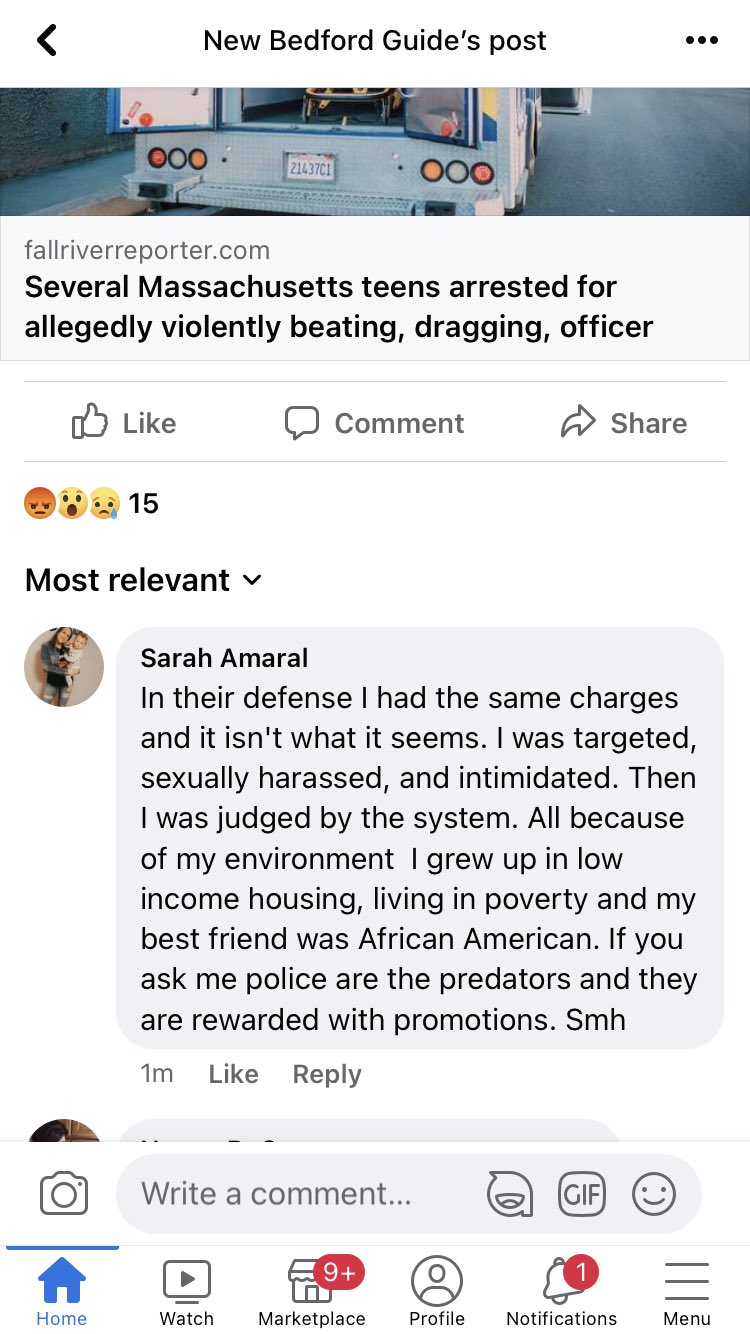 New Bedford Guide's post
21437C1
fallriverreporter.com
Several Massachusetts teens arrested for
allegedly violently beating, dragging, officer
Like Comment Share
15
Most relevant
Sarah Amaral
In their defense I had the same charges
and it isn't what it seems. I was targeted,
sexually harassed, and intimidated. Then
I was judged by the system. All because
of my environment  I grew up in low
income housing, living in poverty and my
best friend was African American. If you
ask me police are the predators and they
are rewarded with promotions. Smh
1m Like Reply
Write a comment...
GIF
9+ 1
Home Watch Marketplace Profile Notifications Menu